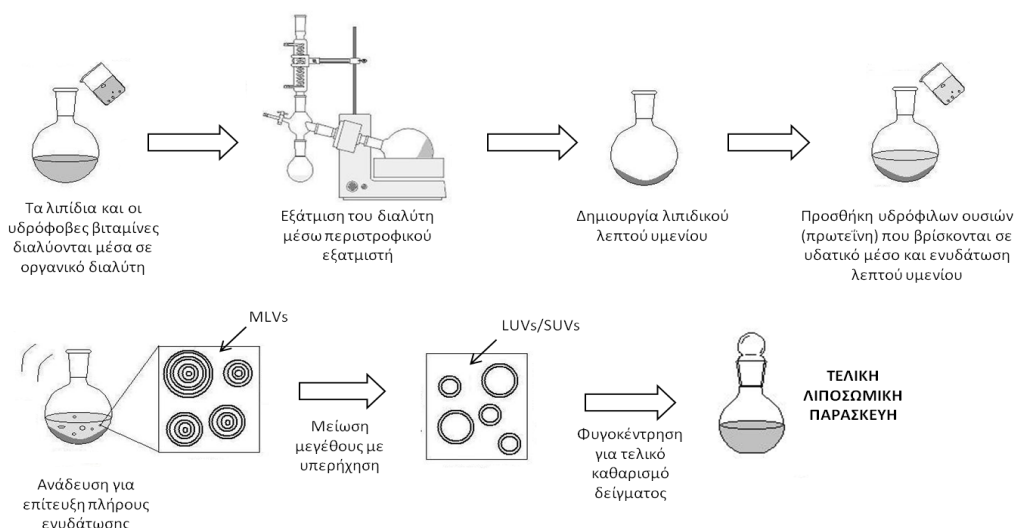 Τα λιπίδια και οι
υδρόφοβες βιταμίνες
διαλύονται μέσα σε
οργανικό διαλύτη
Εξάτμιση του διαλύτη
μέσω περιστροφικού
εξατμιστή
Δημιουργία λιπιδικού
λεπτού υμενίου
Προσθήκη υδρόφιλων ουσιών
(πρωτεΐνη) που βρίσκονται σε
υδατικό μέσο και ενυδάτωση
λεπτού υμενίου
MLVs
Ανάδευση για
επίτευξη πλήρους
ενυδάτωσης
Μείωση
μεγέθους με
υπερήχηση
LUVs/SUVs
Φυγοκέντρηση
για τελικό
καθαρισμό
δείγματος
ΤΕΛΙΚΗ
ΛΙΠΟΣΩΜΙΚΗ
ΠΑΡΑΣΚΕΥΗ